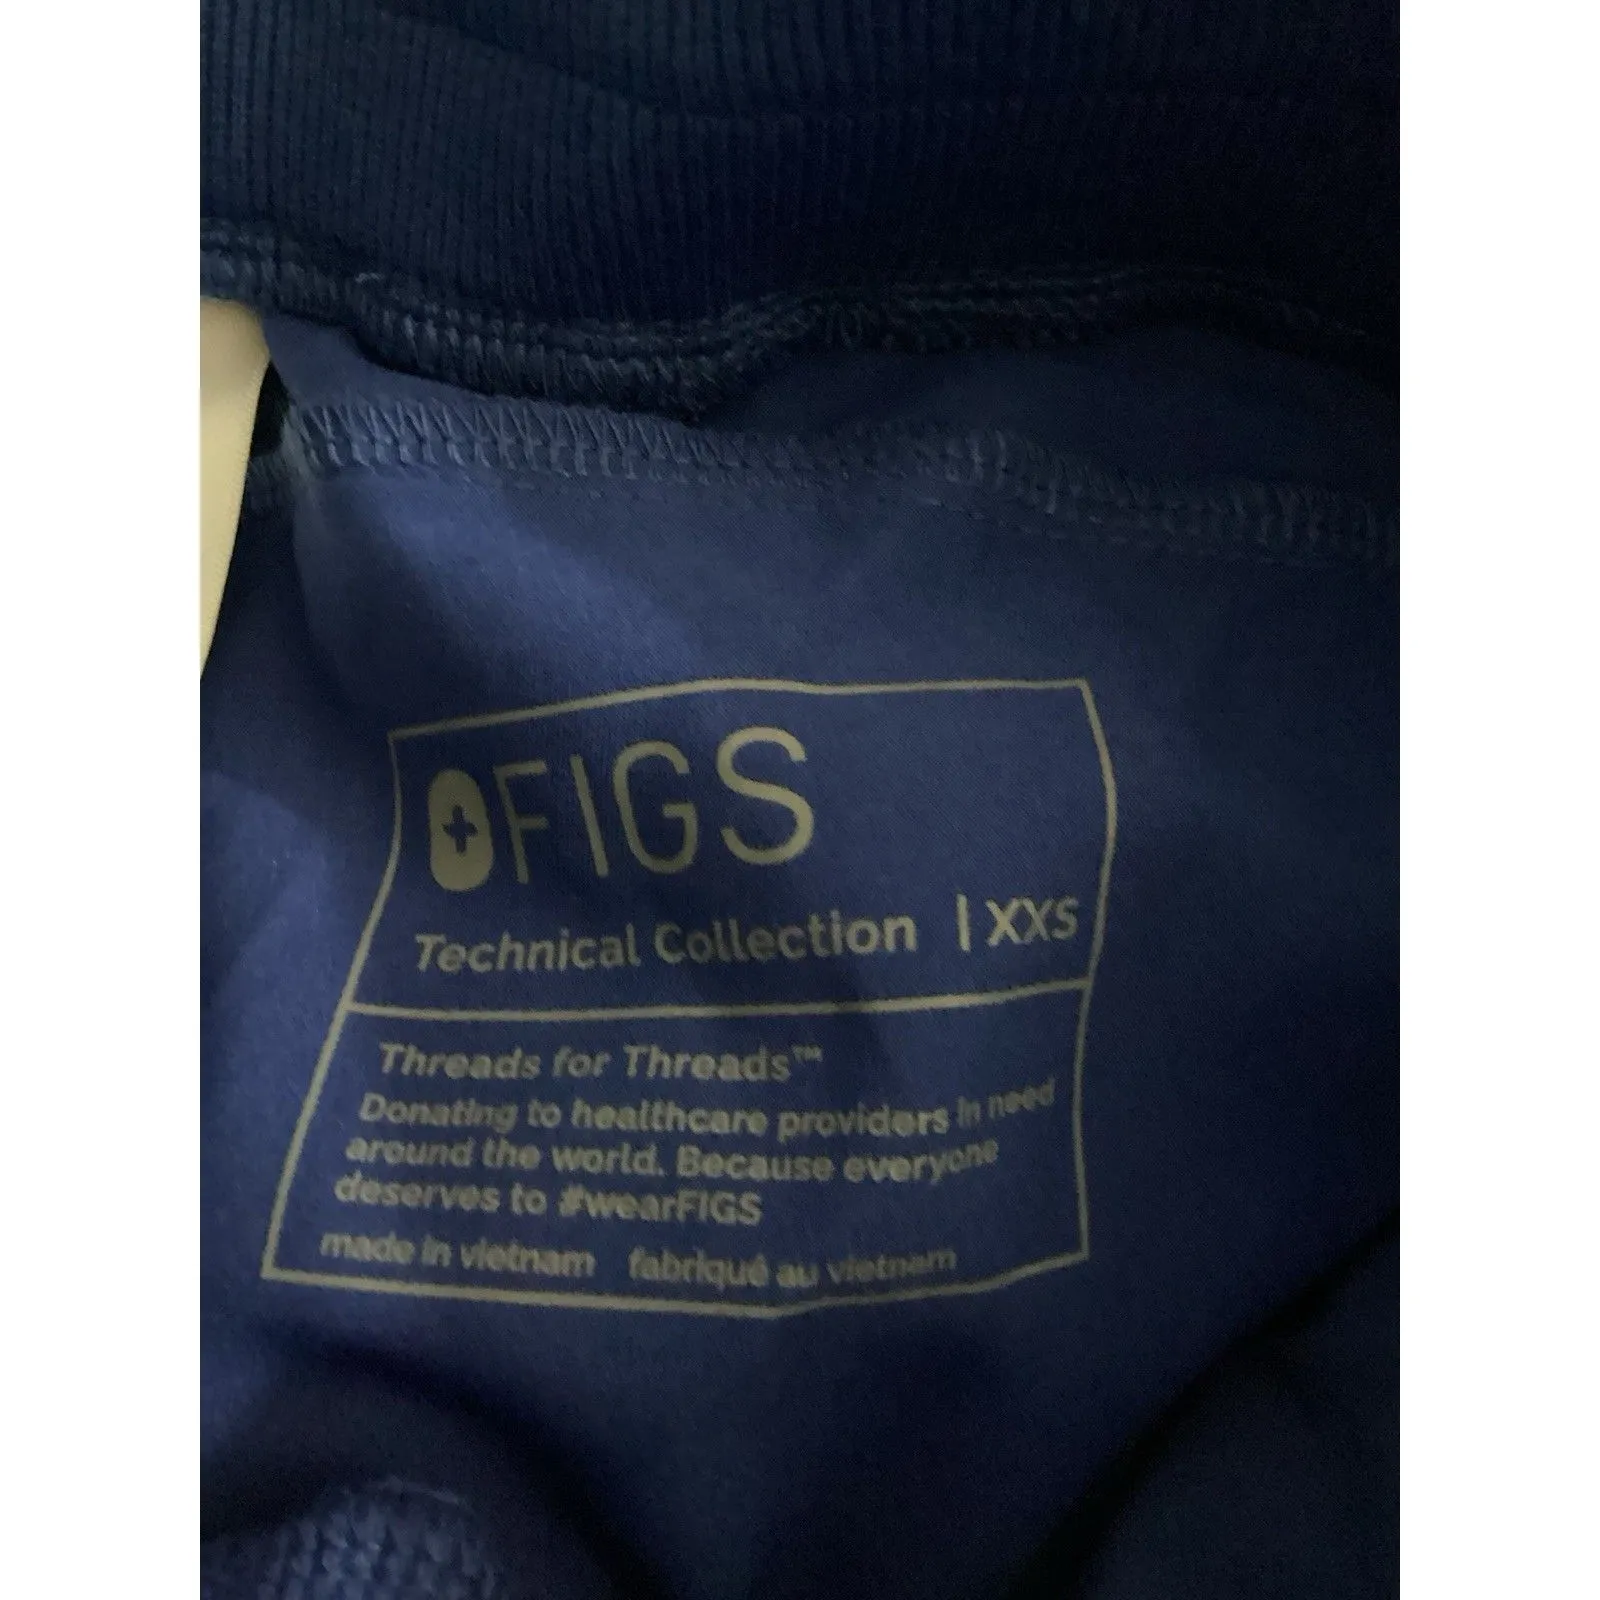 FIGS
Technical Collection | XXS
Threads for Threads™
Donating to healthcare providers in need
around the world. Because everyone
deserves to #wearFIGS
made in vietnam fabriqué au vietnam